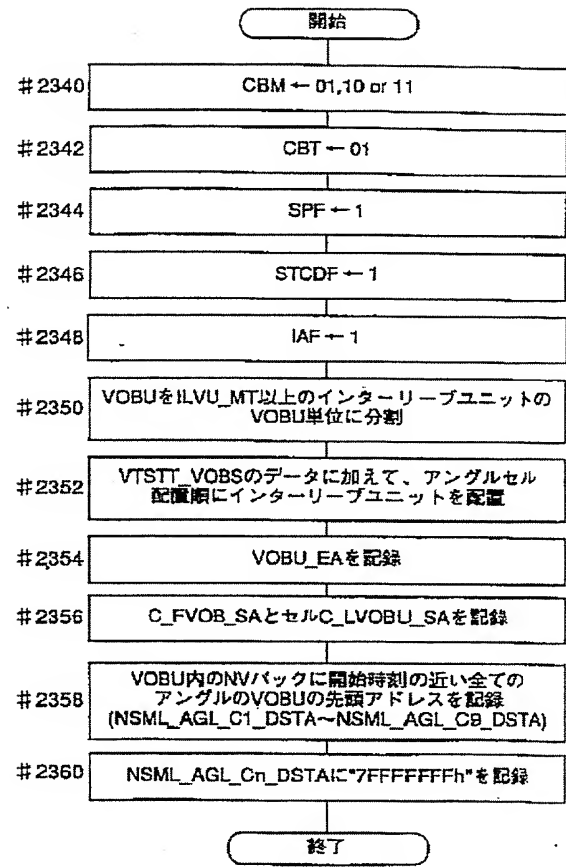 開始
#2340 CBM ← 01,10 or 11
#2342 CBT ← 01
#2344 SPF ← 1
#2346 STCDF ← 1
#2348 IAF ← 1
#2350 VOBUをILVU_MT以上のインターリーブユニットの
VOBU単位に分割
#2352 VTSTT_VOBSのデータに加えて、アングルセル
配置順にインターリーブユニットを配置
#2354 VOBU_EAを記録
#2356 C_FVOB_SAとセルC_LVOBU_SAを記録
#2358 VOBU内のNVパックに開始時刻の近い全ての
アングルのVOBUの先頭アドレスを記録
(NSML_AGL_C1_DSTA～NSML_AGL_C9_DSTA)
#2360 NSML_AGL_Cn_DSTAに"7FFFFFFFh"を記録
終了